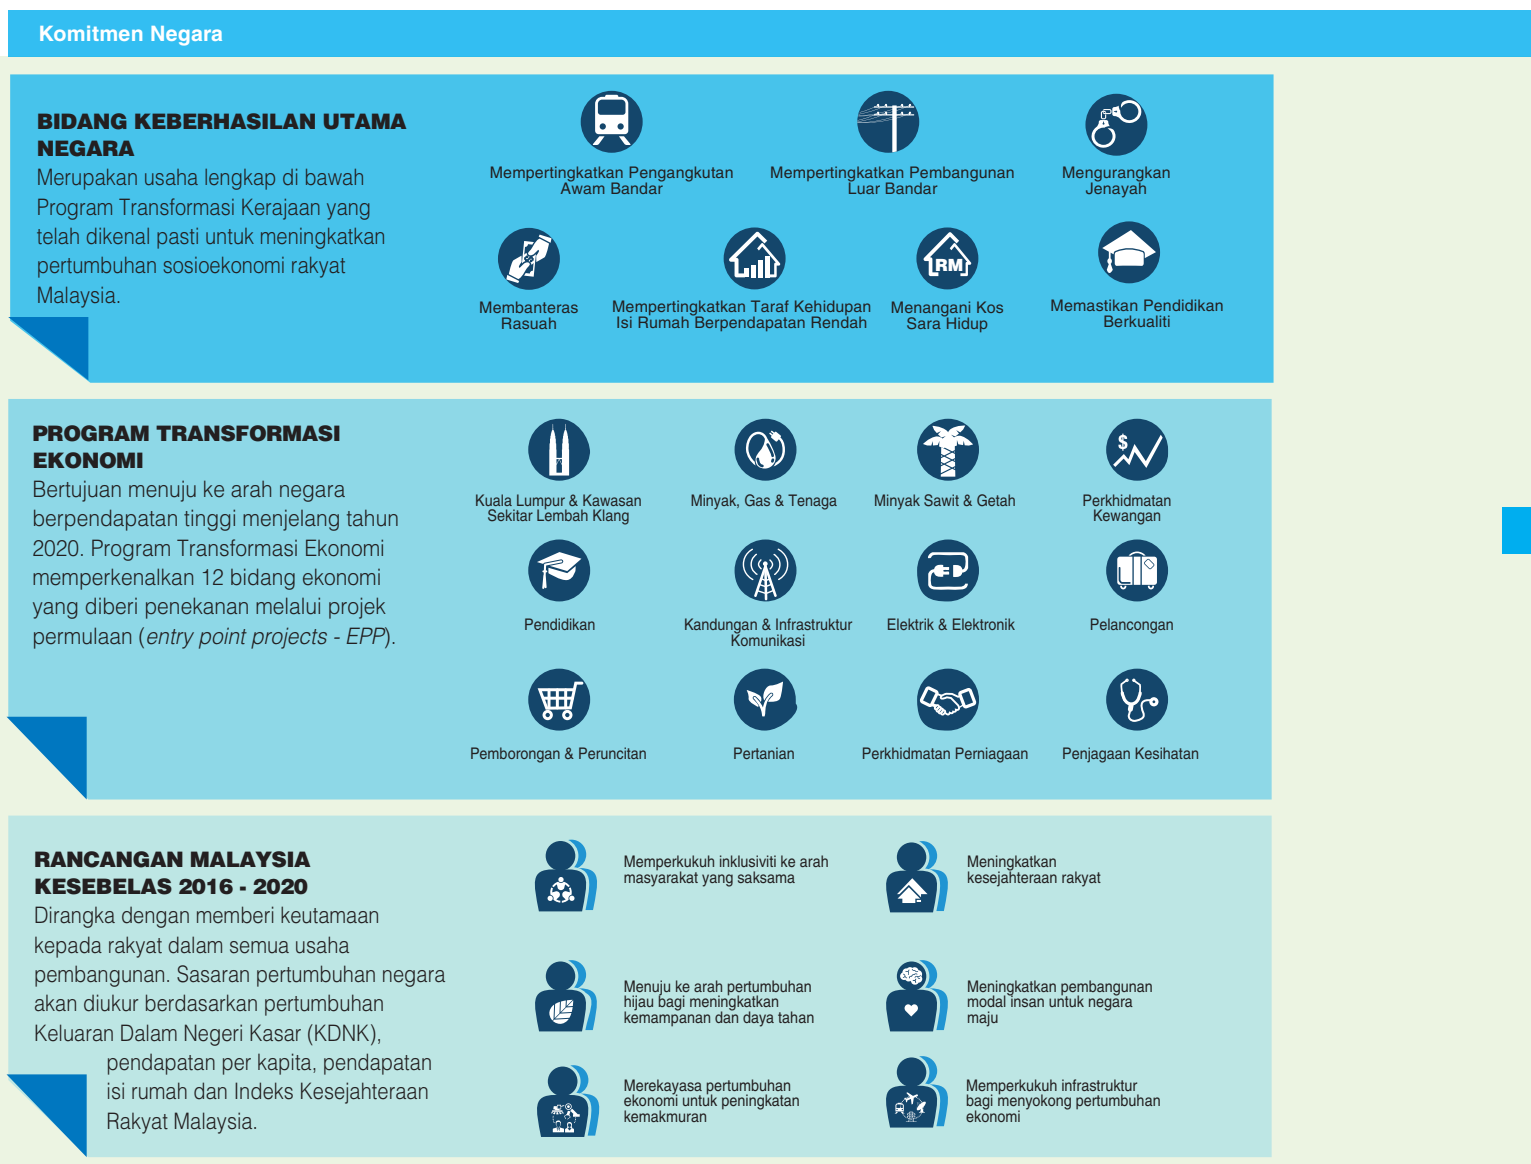 Komitmen Negara
BIDANG KEBERHASILAN UTAMA
NEGARA
Merupakan usaha lengkap di bawah
Program Transformasi Kerajaan yang
telah dikenal pasti untuk meningkatkan
pertumbuhan sosioekonomi rakyat
Malaysia.
Mempertingkatkan Pengangkutan
Awam Bandar
Mempertingkatkan Pembangunan
Luar Bandar
Mengurangkan
Jenayah
Membanteras
Rasuah
Mempertingkatkan Taraf Kehidupan
Isi Rumah Berpendapatan Rendah
RM
Menangani Kos
Sara Hidup
Memastikan Pendidikan
Berkualiti
PROGRAM TRANSFORMASI
EKONOMI
Bertujuan menuju ke arah negara
berpendapatan tinggi menjelang tahun
2020. Program Transformasi Ekonomi
memperkenalkan 12 bidang ekonomi
yang diberi penekanan melalui projek
permulaan (entry point projects - EPP).
Kuala Lumpur & Kawasan
Sekitar Lembah Klang
Minyak, Gas & Tenaga
Minyak Sawit & Getah
$
Perkhidmatan
Kewangan
Pendidikan
Kandungan & Infrastruktur
Komunikasi
Elektrik & Elektronik
Pelancongan
Pemborongan & Peruncitan
Pertanian
Perkhidmatan Perniagaan
Penjagaan Kesihatan
RANCANGAN MALAYSIA
KESEBELAS 2016 - 2020
Dirangka dengan memberi keutamaan
kepada rakyat dalam semua usaha
pembangunan. Sasaran pertumbuhan negara
akan diukur berdasarkan pertumbuhan
Keluaran Dalam Negeri Kasar (KDNK),
pendapatan per kapita, pendapatan
isi rumah dan Indeks Kesejahteraan
Rakyat Malaysia.
Memperkukuh inklusiviti ke arah
masyarakat yang saksama
Meningkatkan
kesejahteraan rakyat
Menuju ke arah pertumbuhan
hijau bagi meningkatkan
kemampanan dan daya tahan
Meningkatkan pembangunan
modal insan untuk negara
maju
Merekayasa pertumbuhan
ekonomi untuk peningkatan
kemakmuran
Memperkukuh infrastruktur
bagi menyokong pertumbuhan
ekonomi